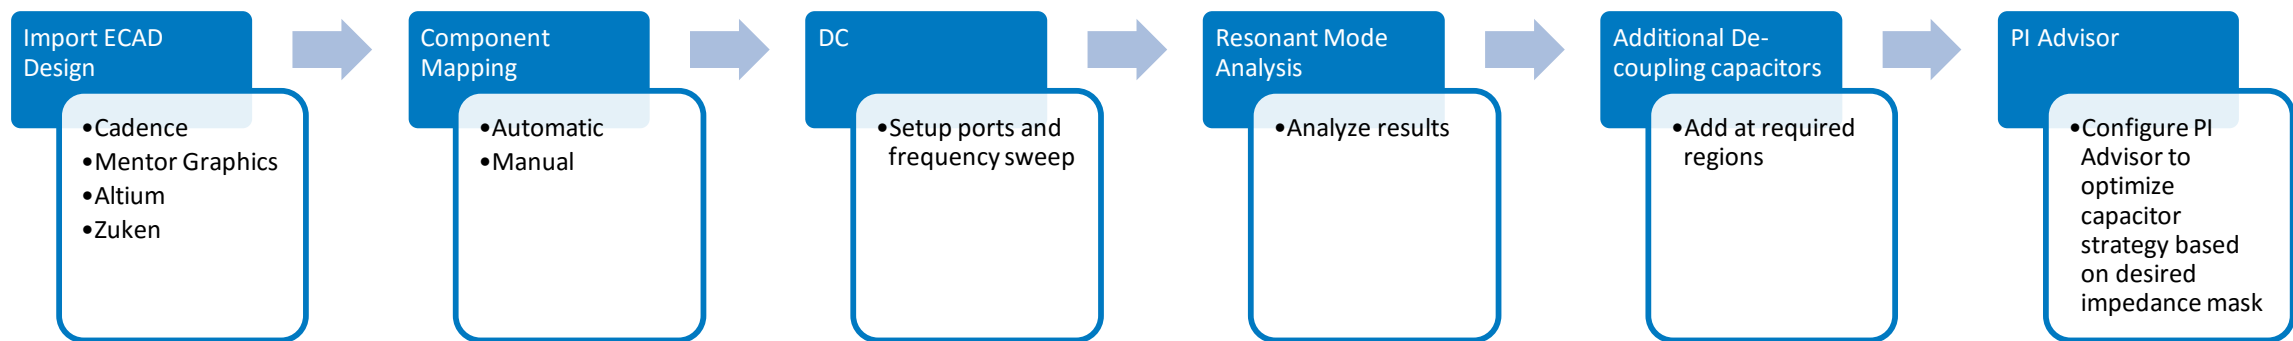 Import ECAD
Design
•Cadence
•Mentor Graphics
•Altium
•Zuken
Component
Mapping
•Automatic
•Manual
DC
•Setup ports and
frequency sweep
Resonant Mode
Analysis
•Analyze results
Additional De-
coupling capacitors
•Add at required
regions
PI Advisor
•Configure PI
Advisor to
optimize
capacitor
strategy based
on desired
impedance mask